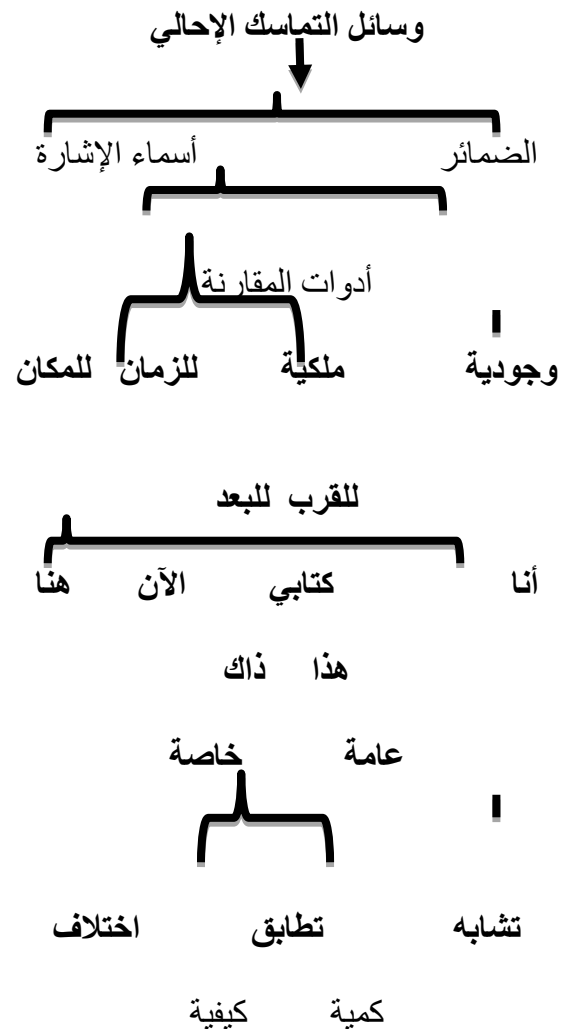 وسائل التماسك الإحالي
الضمائر أسماء الإشارة
أدوات المقارنة
وجودية ملكية للزمان للمكان
للقرب للبعد
أنا كتابي الآن هنا
هذا ذاك
عامة خاصة
تشابه تطابق اختلاف
كمية كيفية